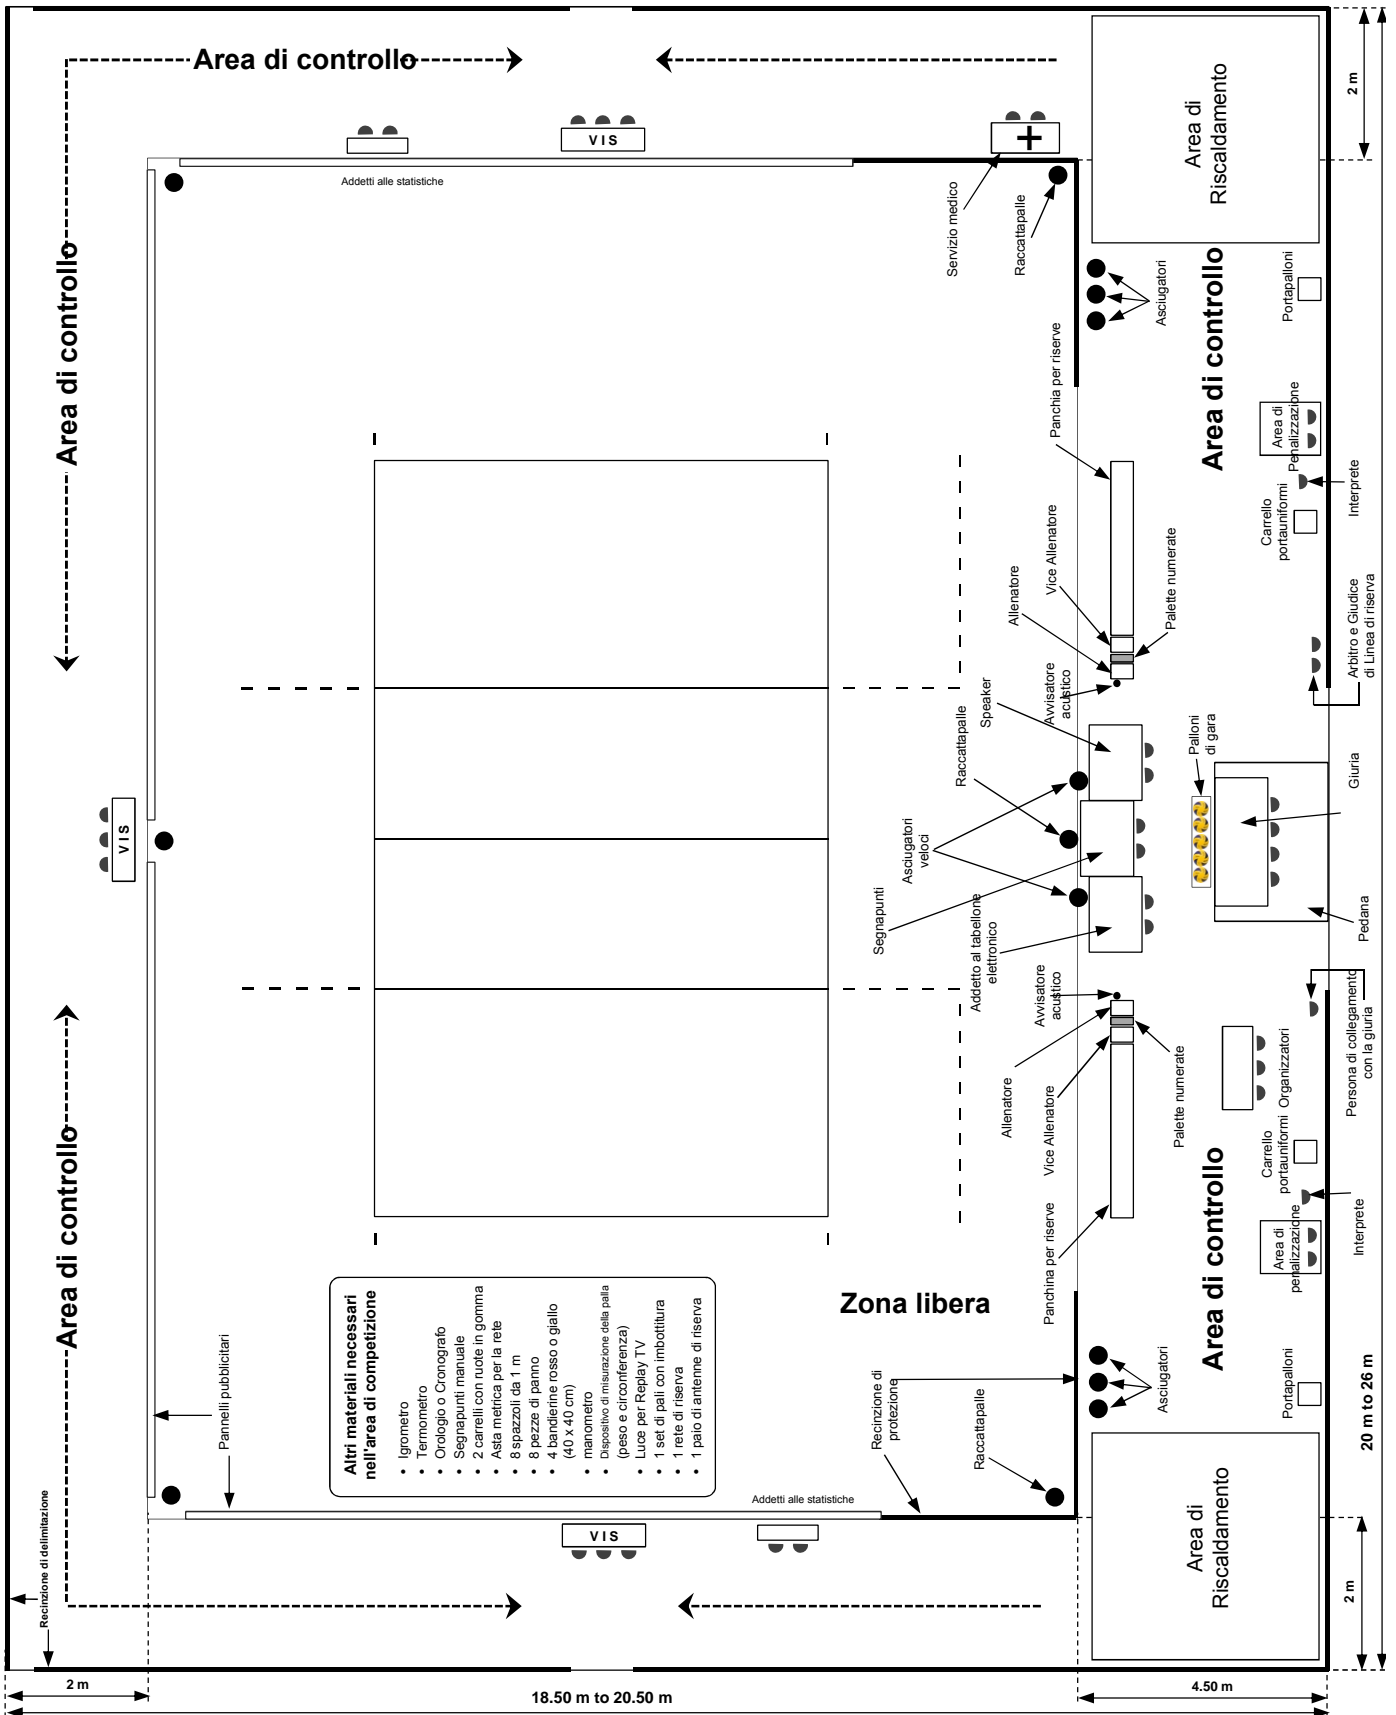 Area di controllo
Area di controllo
Area di controllo
Area di controllo
Area di controllo
VIS
VIS
VIS
Addetti alle statistiche
Addetti alle statistiche
Servizio medico
Raccattapalle
Area di
Riscaldamento
2 m
Asciugatori
Portapalloni
Panchia per riserve
Area di
Penalizzazione
Carrello
portauniformi
Interprete
Vice Allenatore
Allenatore
Palette numerate
Avvisatore
acustico
Speaker
Arbitro e Giudice
di Linea di riserva
Raccattapalle
Palloni
di gara
Giuria
Asciugatori
veloci
Segnapunti
Addetto al tabellone
elettronico
Pedana
Avvisatore
acustico
Persona di collegamento
con la giuria
Allenatore
Vice Allenatore
Palette numerate
Organizzatori
Carrello
portauniformi
Panchina per riserve
Area di
penalizzazione
Interprete
Zona libera
Altri materiali necessari
nell'area di competizione
• Igrometro
• Termometro
• Orologio o Cronografo
• Segnapunti manuale
• 2 carrelli con ruote in gomma
• Asta metrica per la rete
• 8 spazzoli da 1 m
• 8 pezze di panno
• 4 bandierine rosso o giallo
(40 x 40 cm)
• manometro
• Dispositivo di misurazione della palla
(peso e circonferenza)
• Luce per Replay TV
• 1 set di pali con imbottitura
• 1 rete di riserva
• 1 paio di antenne di riserva
Pannelli pubblicitari
Recinzione di
protezione
Raccattapalle
Asciugatori
Portapalloni
20 m to 26 m
Area di
Riscaldamento
2 m
Recinzione di delimitazione
2 m
18.50 m to 20.50 m
4.50 m